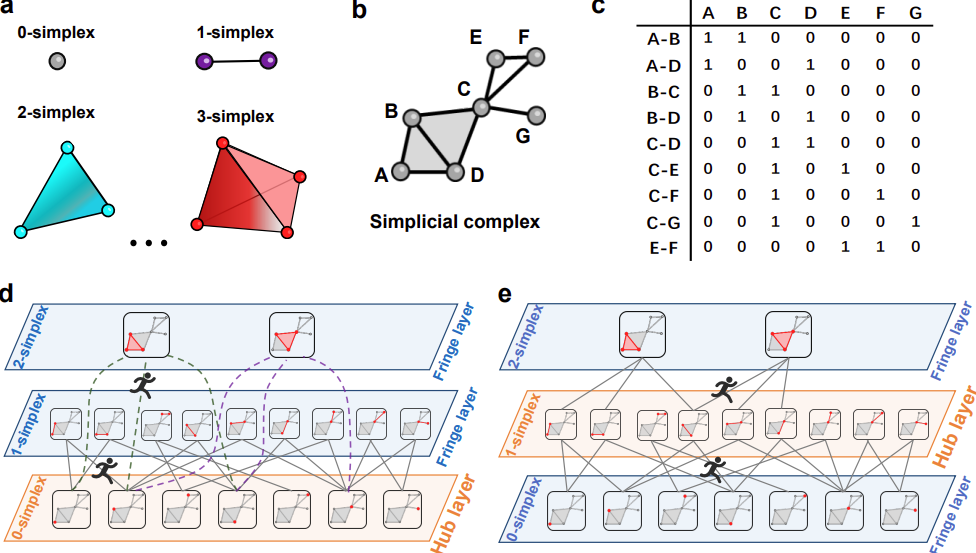 a
0-simplex
1-simplex
2-simplex
3-simplex
...
b
E F
C
B
G
A D
Simplicial complex
c
A B C D E F G
A-B 1 1 0 0 0 0 0
A-D 1 0 0 1 0 0 0
B-C 0 1 1 0 0 0 0
B-D 0 1 0 1 0 0 0
C-D 0 0 1 1 0 0 0
C-E 0 0 1 0 1 0 0
C-F 0 0 1 0 0 1 0
C-G 0 0 1 0 0 0 1
E-F 0 0 0 0 1 1 0
d
2-simplex
Fringe layer
1-simplex
Fringe layer
0-simplex
Hub layer
e
2-simplex
Fringe layer
1-simplex
Hub layer
0-simplex
Fringe layer